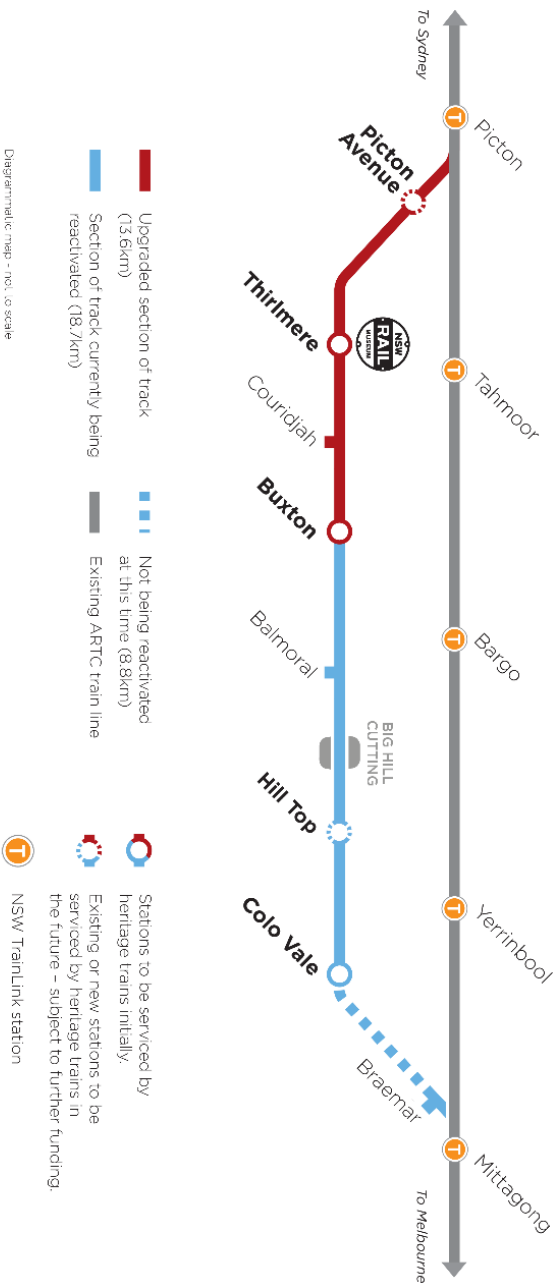 To Sydney
Picton
Tahmoor
Bargo
Yerrinbool
Mittagong
To Melbourne
Picton
Avenue
Thirlmere
NSW
RAIL
MUSEUM
Couridjah
Buxton
Balmoral
BIG HILL
CUTTING
Hill Top
Colo Vale
Braemar
Upgraded section of track
(13.6km)
Section of track currently being
reactivated (18.7km)
Not being reactivated
at this time (8.8km)
Existing ARTC train line
Stations to be serviced by
heritage trains initially.
Existing or new stations to be
serviced by heritage trains in
the future – subject to further funding.
T
NSW TrainLink station
Diagrammatic map - not to scale